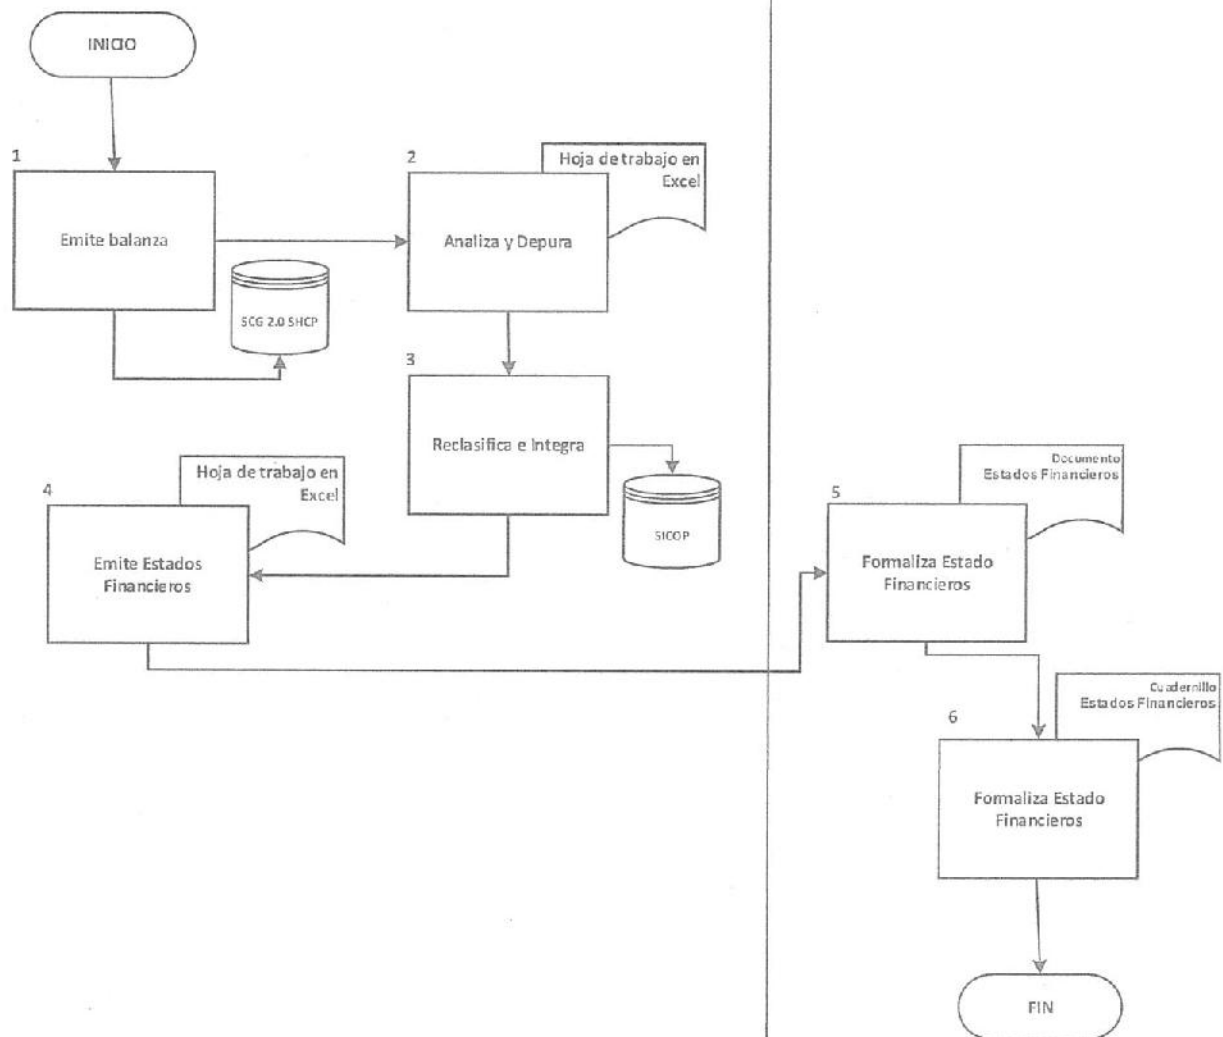 INICIO
1
Emite balanza
SCG 2.0 SHCP
2
Hoja de trabajo en
Excel
Analiza y Depura
3
Reclasifica e Integra
SICOP
4
Hoja de trabajo en
Excel
Emite Estados
Financieros
5
Documento
Estados Financieros
Formaliza Estado
Financieros
6
Cuadernillo
Estados Financieros
Formaliza Estado
Financieros
FIN